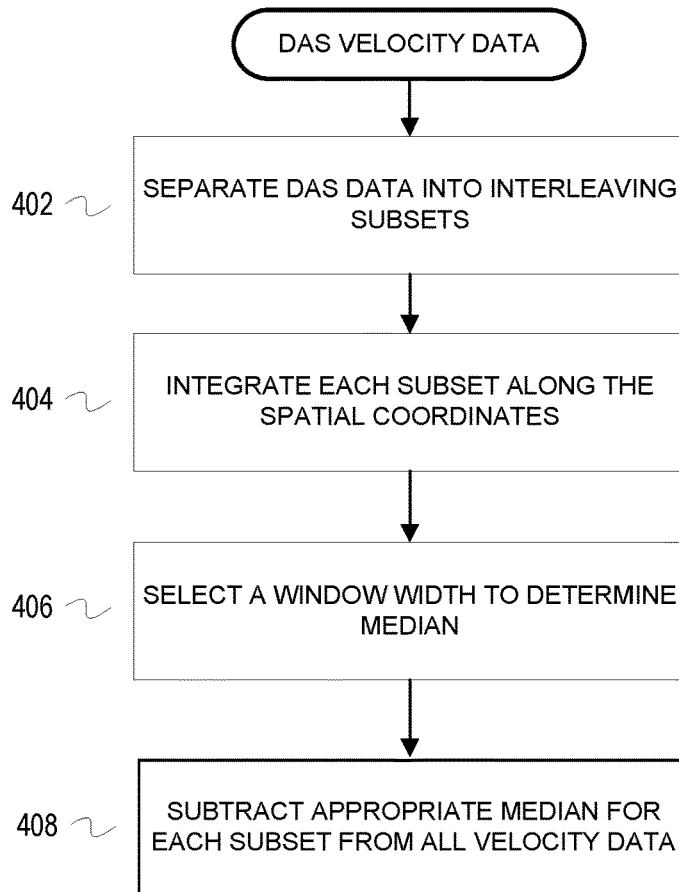 DAS VELOCITY DATA
402
SEPARATE DAS DATA INTO INTERLEAVING
SUBSETS
404
INTEGRATE EACH SUBSET ALONG THE
SPATIAL COORDINATES
406
SELECT A WINDOW WIDTH TO DETERMINE
MEDIAN
408
SUBTRACT APPROPRIATE MEDIAN FOR
EACH SUBSET FROM ALL VELOCITY DATA